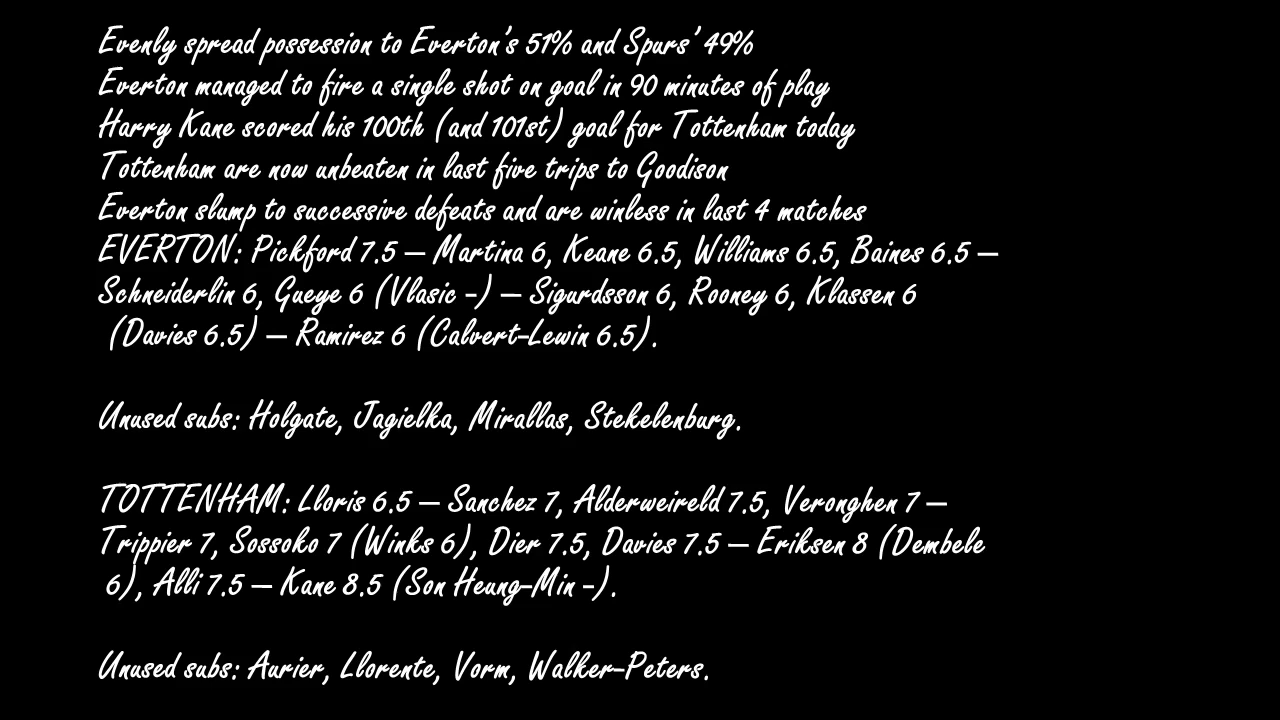 Evenly spread possession to Everton's 51% and Spurs' 49%
Everton managed to fire a single shot on goal in 90 minutes of play
Harry Kane scored his 100th (and 101st) goal for Tottenham today
Tottenham are now unbeaten in last five trips to Goodison
Everton slump to successive defeats and are winless in last 4 matches
EVERTON: Pickford 7.5 – Martina 6, Keane 6.5, Williams 6.5, Baines 6.5 –
Schneiderlin 6, Gueye 6 (Vlasic -) – Sigurdsson 6, Rooney 6, Klassen 6
(Davies 6.5) – Ramirez 6 (Calvert-Lewin 6.5).
Unused subs: Holgate, Jagielka, Mirallas, Stekelenburg.
TOTTENHAM: Lloris 6.5 – Sanchez 7, Alderweireld 7.5, Veronghen 7 –
Trippier 7, Sossoko 7 (Winks 6), Dier 7.5, Davies 7.5 – Eriksen 8 (Dembele
6), Alli 7.5 – Kane 8.5 (Son Heung-Min -).
Unused subs: Aurier, Llorente, Vorm, Walker-Peters.